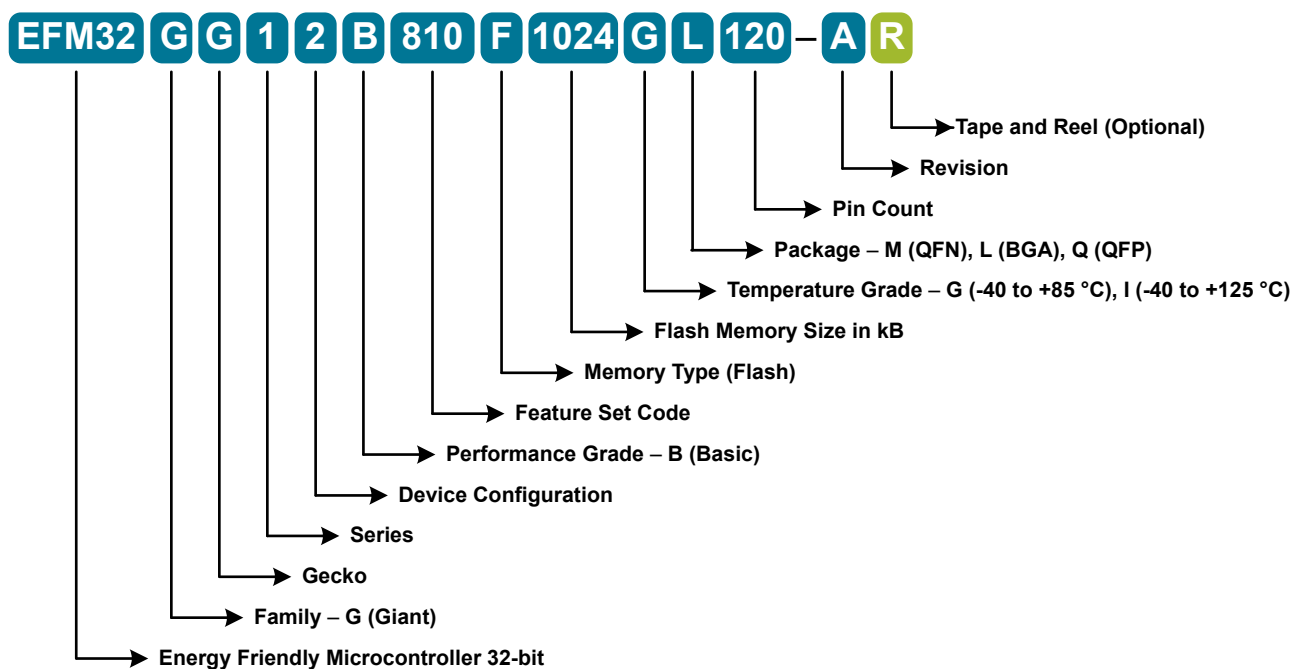 EFM32 G G 1 2 B 810 F 1024 G L 120 – A R
Tape and Reel (Optional)
Revision
Pin Count
Package – M (QFN), L (BGA), Q (QFP)
Temperature Grade – G (-40 to +85 °C), I (-40 to +125 °C)
Flash Memory Size in kB
Memory Type (Flash)
Feature Set Code
Performance Grade – B (Basic)
Device Configuration
Series
Gecko
Family – G (Giant)
Energy Friendly Microcontroller 32-bit